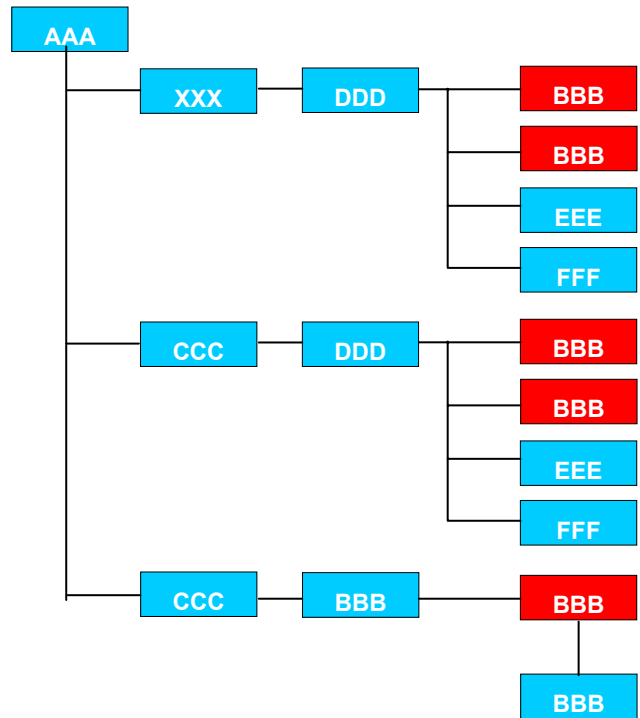 AAA
XXX DDD BBB
BBB
EEE
FFF
CCC DDD BBB
BBB
EEE
FFF
CCC BBB BBB
BBB